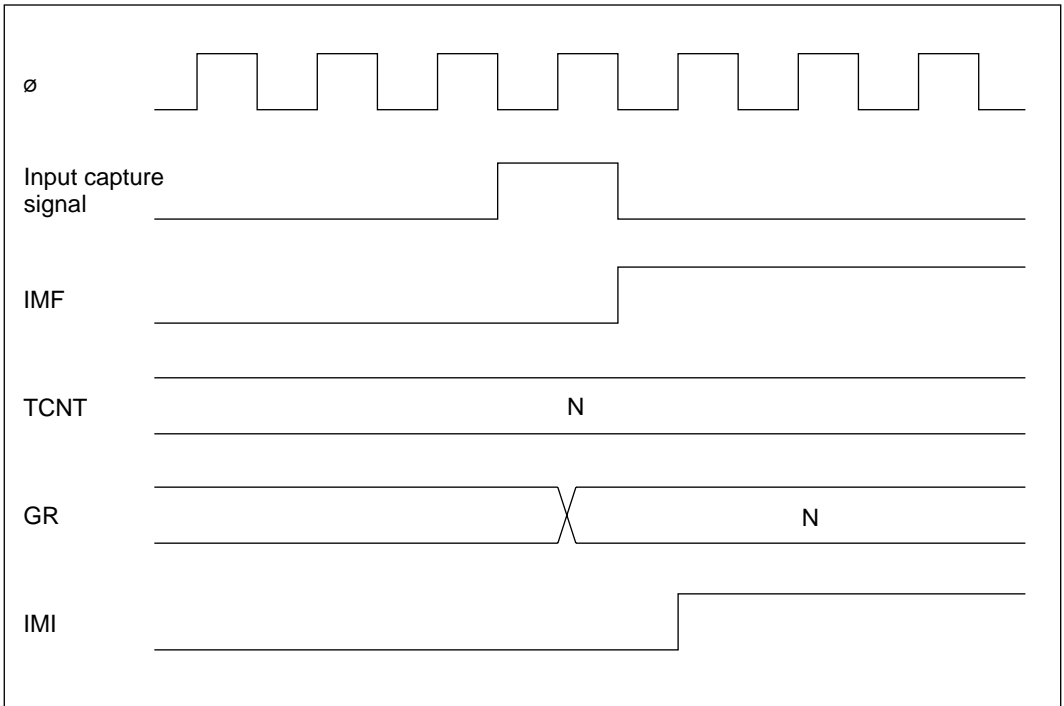 ø
Input capture
signal
IMF
TCNT
N
GR
N
IMI